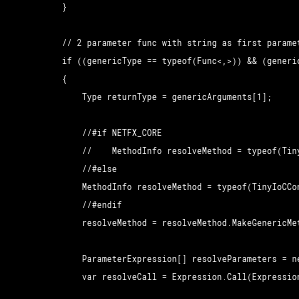 }
// 2 parameter func with string as first paramet
if ((genericType == typeof(Func<,>)) && (generic
{
Type returnType = genericArguments[1];
//#if NETFX_CORE
//    MethodInfo resolveMethod = typeof(Tiny
//#else
MethodInfo resolveMethod = typeof(TinyIoCCon
//#endif
resolveMethod = resolveMethod.MakeGenericMet
ParameterExpression[] resolveParameters = ne
var resolveCall = Expression.Call(Expression